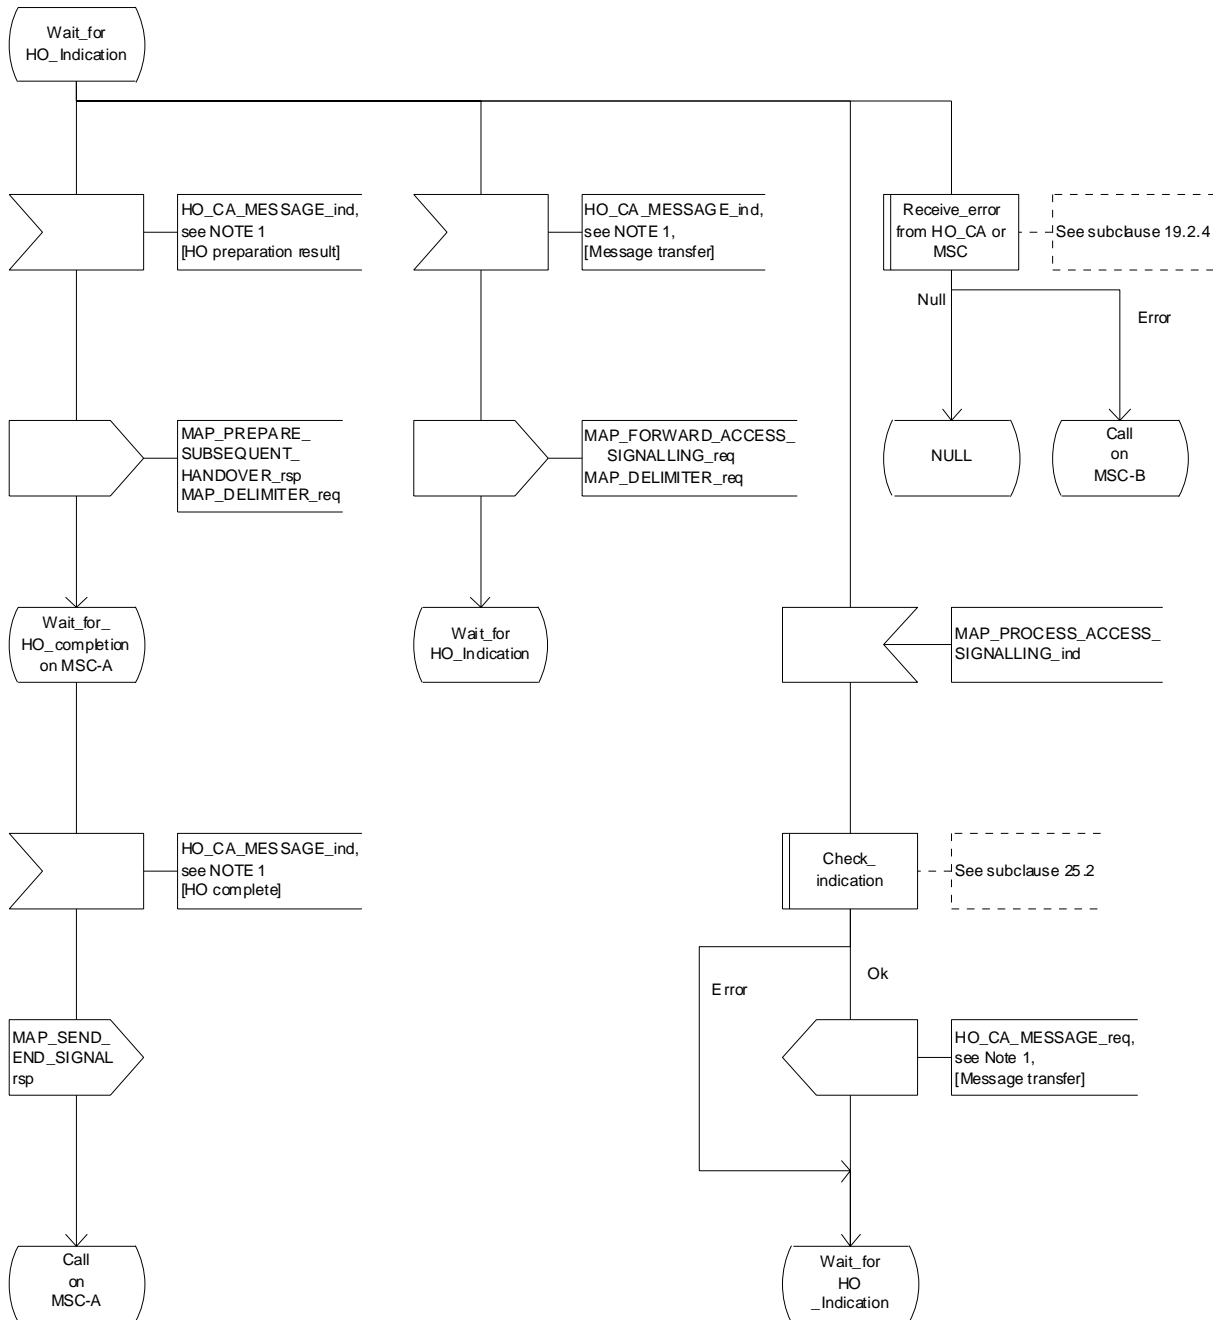 Wait_for
HO_Indication
HO_CA_MESSAGE_ind,
see NOTE 1
[HO preparation result]
HO_CA_MESSAGE_ind,
see NOTE 1,
[Message transfer]
Receive_error
from HO_CA or
MSC
See subclause 19.2.4
Null
Error
MAP_PREPARE_
SUBSEQUENT_
HANDOVER_rsp
MAP_DELIMITER_req
MAP_FORWARD_ACCESS_
SIGNALLING_req
MAP_DELIMITER_req
NULL
Call
on
MSC-B
Wait_for_
HO_completion
on MSC-A
Wait_for
HO_Indication
MAP_PROCESS_ACCESS_
SIGNALLING_ind
HO_CA_MESSAGE_ind,
see NOTE 1
[HO complete]
Check_
indication
See subclause 25.2
Error
Ok
MAP_SEND_
END_SIGNAL
rsp
HO_CA_MESSAGE_req,
see Note 1,
[Message transfer]
Call
on
MSC-A
Wait_for
HO
_Indication